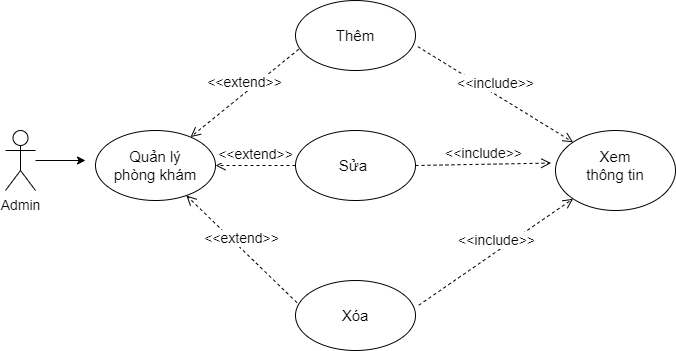 Thêm
<<extend>>
<<include>>
Admin
Quản lý
phòng khám
<<extend>>
Sửa
<<include>>
Xem
thông tin
<<extend>>
<<include>>
Xóa